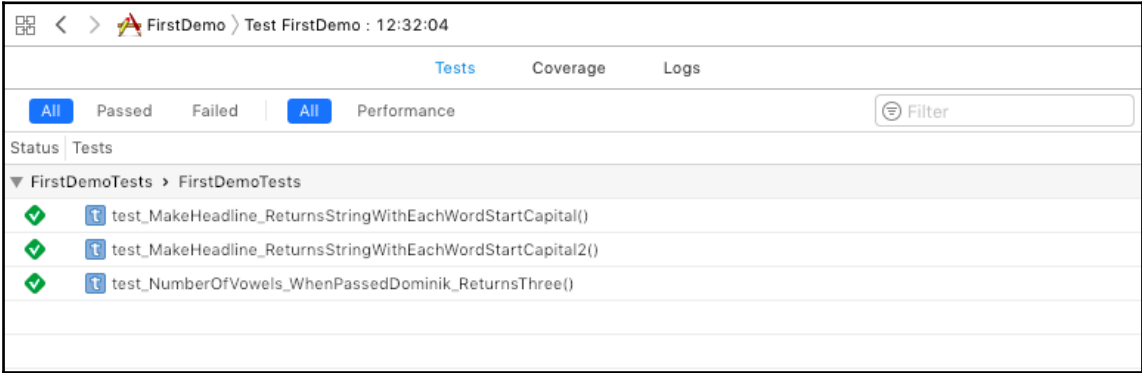 FirstDemo 〉 Test FirstDemo : 12:32:04
Tests Coverage Logs
All Passed Failed All Performance Filter
Status Tests
FirstDemoTests › FirstDemoTests
t test_MakeHeadline_ReturnsStringWithEachWordStartCapital()
t test_MakeHeadline_ReturnsStringWithEachWordStartCapital2()
t test_NumberOfVowels_WhenPassedDominik_ReturnsThree()